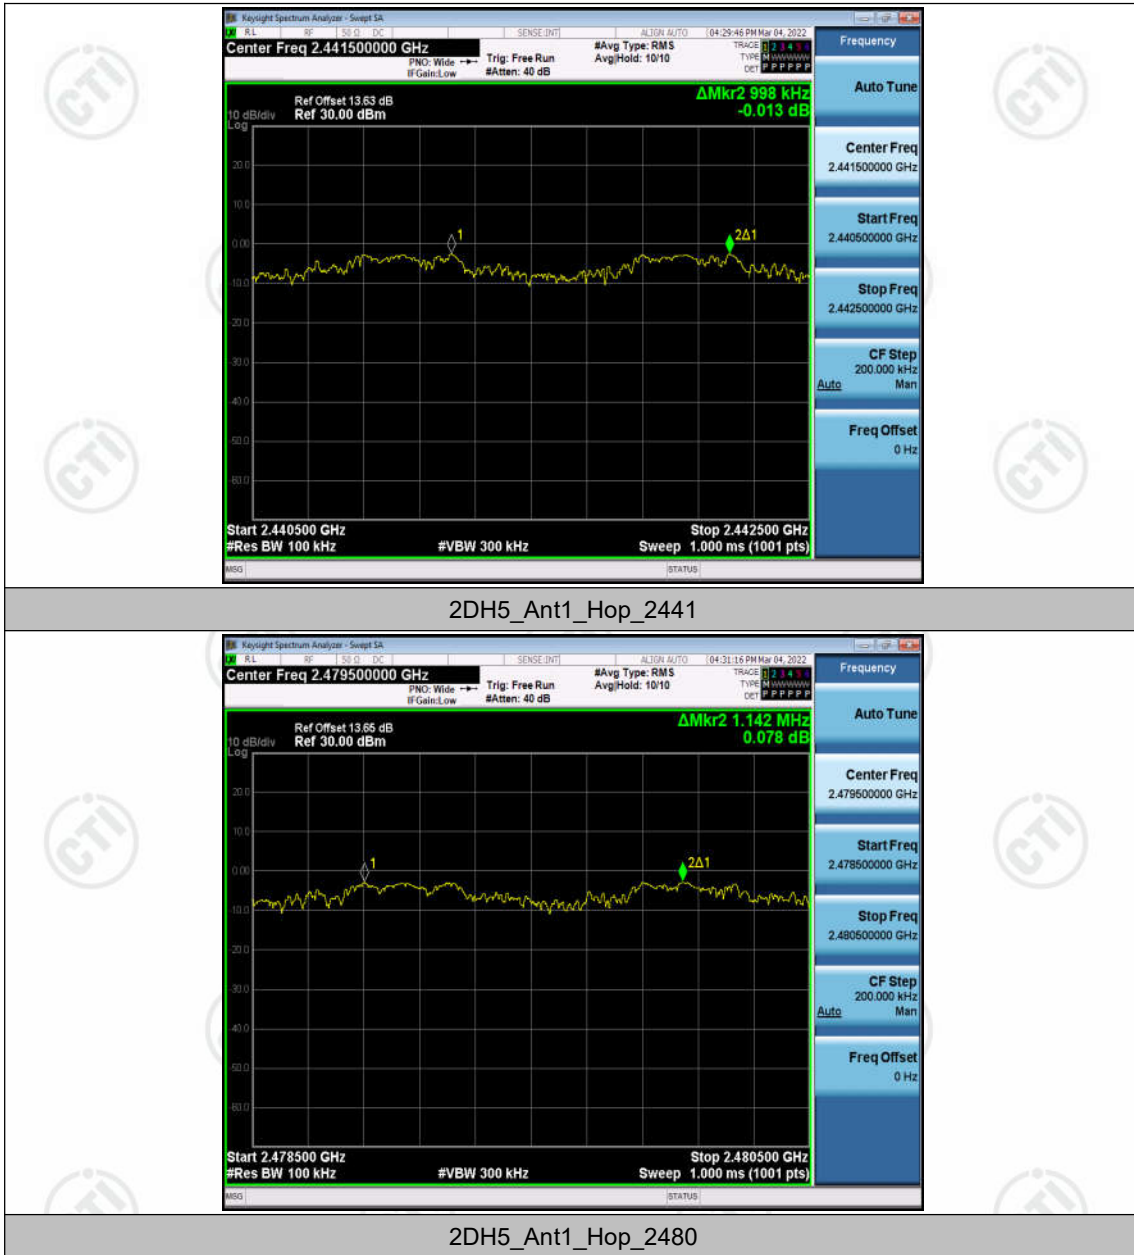 Keysight Spectrum Analyzer - Swept SA
RL RF 50 Ω DC SENSE:INT ALIGN AUTO 04:29:46 PM Mar 04, 2022
Center Freq 2.441500000 GHz #Avg Type: RMS TRACE 1 2 3 4 5 6
PNO: Wide Trig: Free Run Avg|Hold: 10/10 TYPE M W W W W W
IFGain:Low #Atten: 40 dB DET P P P P P P
Frequency
Auto Tune
Ref Offset 13.63 dB ΔMkr2 998 kHz
10 dB/div Ref 30.00 dBm -0.013 dB
Log
20.0
10.0
0.00
-10.0
-20.0
-30.0
-40.0
-50.0
-60.0
1
2Δ1
Center Freq
2.441500000 GHz
Start Freq
2.440500000 GHz
Stop Freq
2.442500000 GHz
CF Step
200.000 kHz
Auto Man
Freq Offset
0 Hz
Start 2.440500 GHz Stop 2.442500 GHz
#Res BW 100 kHz #VBW 300 kHz Sweep 1.000 ms (1001 pts)
MSG STATUS
2DH5_Ant1_Hop_2441
Keysight Spectrum Analyzer - Swept SA
RL RF 50 Ω DC SENSE:INT ALIGN AUTO 04:31:16 PM Mar 04, 2022
Center Freq 2.479500000 GHz #Avg Type: RMS TRACE 1 2 3 4 5 6
PNO: Wide Trig: Free Run Avg|Hold: 10/10 TYPE M W W W W W
IFGain:Low #Atten: 40 dB DET P P P P P P
Frequency
Auto Tune
Ref Offset 13.65 dB ΔMkr2 1.142 MHz
10 dB/div Ref 30.00 dBm 0.078 dB
Log
20.0
10.0
0.00
-10.0
-20.0
-30.0
-40.0
-50.0
-60.0
1
2Δ1
Center Freq
2.479500000 GHz
Start Freq
2.478500000 GHz
Stop Freq
2.480500000 GHz
CF Step
200.000 kHz
Auto Man
Freq Offset
0 Hz
Start 2.478500 GHz Stop 2.480500 GHz
#Res BW 100 kHz #VBW 300 kHz Sweep 1.000 ms (1001 pts)
MSG STATUS
2DH5_Ant1_Hop_2480
CTI
CTI
CTI
CTI
CTI
CTI